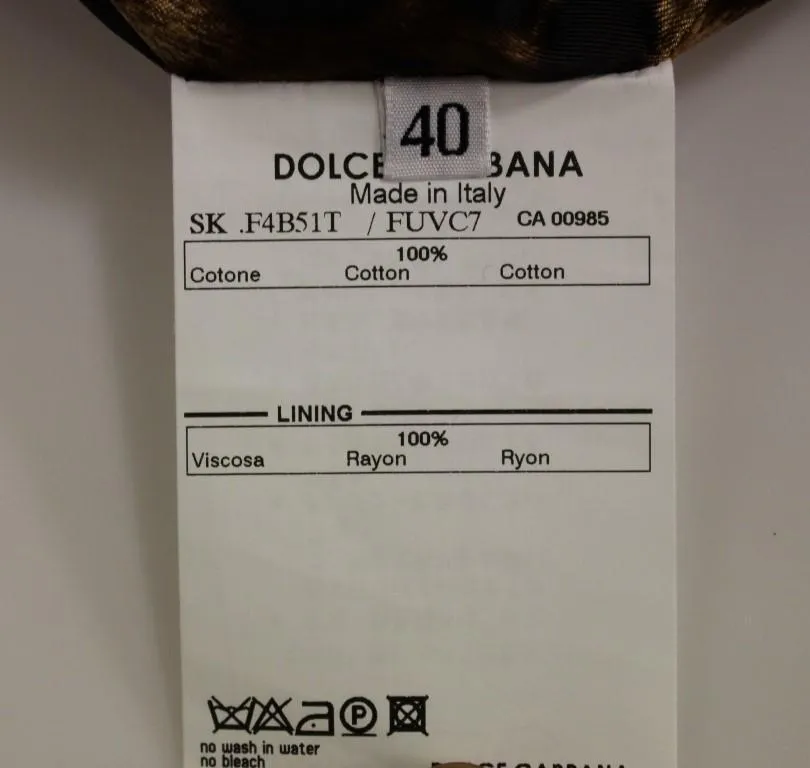 40
DOLCE BANA
Made in Italy
SK .F4B51T / FUVC7 CA 00985
100%
Cotone Cotton Cotton
LINING
100%
Viscosa Rayon Ryon
P
no wash in water
no bleach